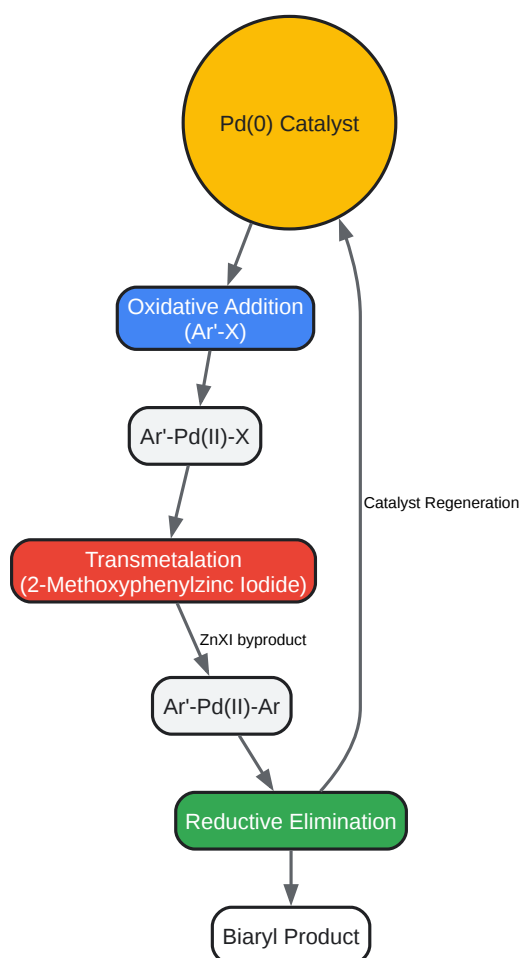 Pd(0) Catalyst
Oxidative Addition
(Ar'-X)
Ar'-Pd(II)-X
Catalyst Regeneration
Transmetalation
(2-Methoxyphenylzinc Iodide)
ZnXI byproduct
Ar'-Pd(II)-Ar
Reductive Elimination
Biaryl Product